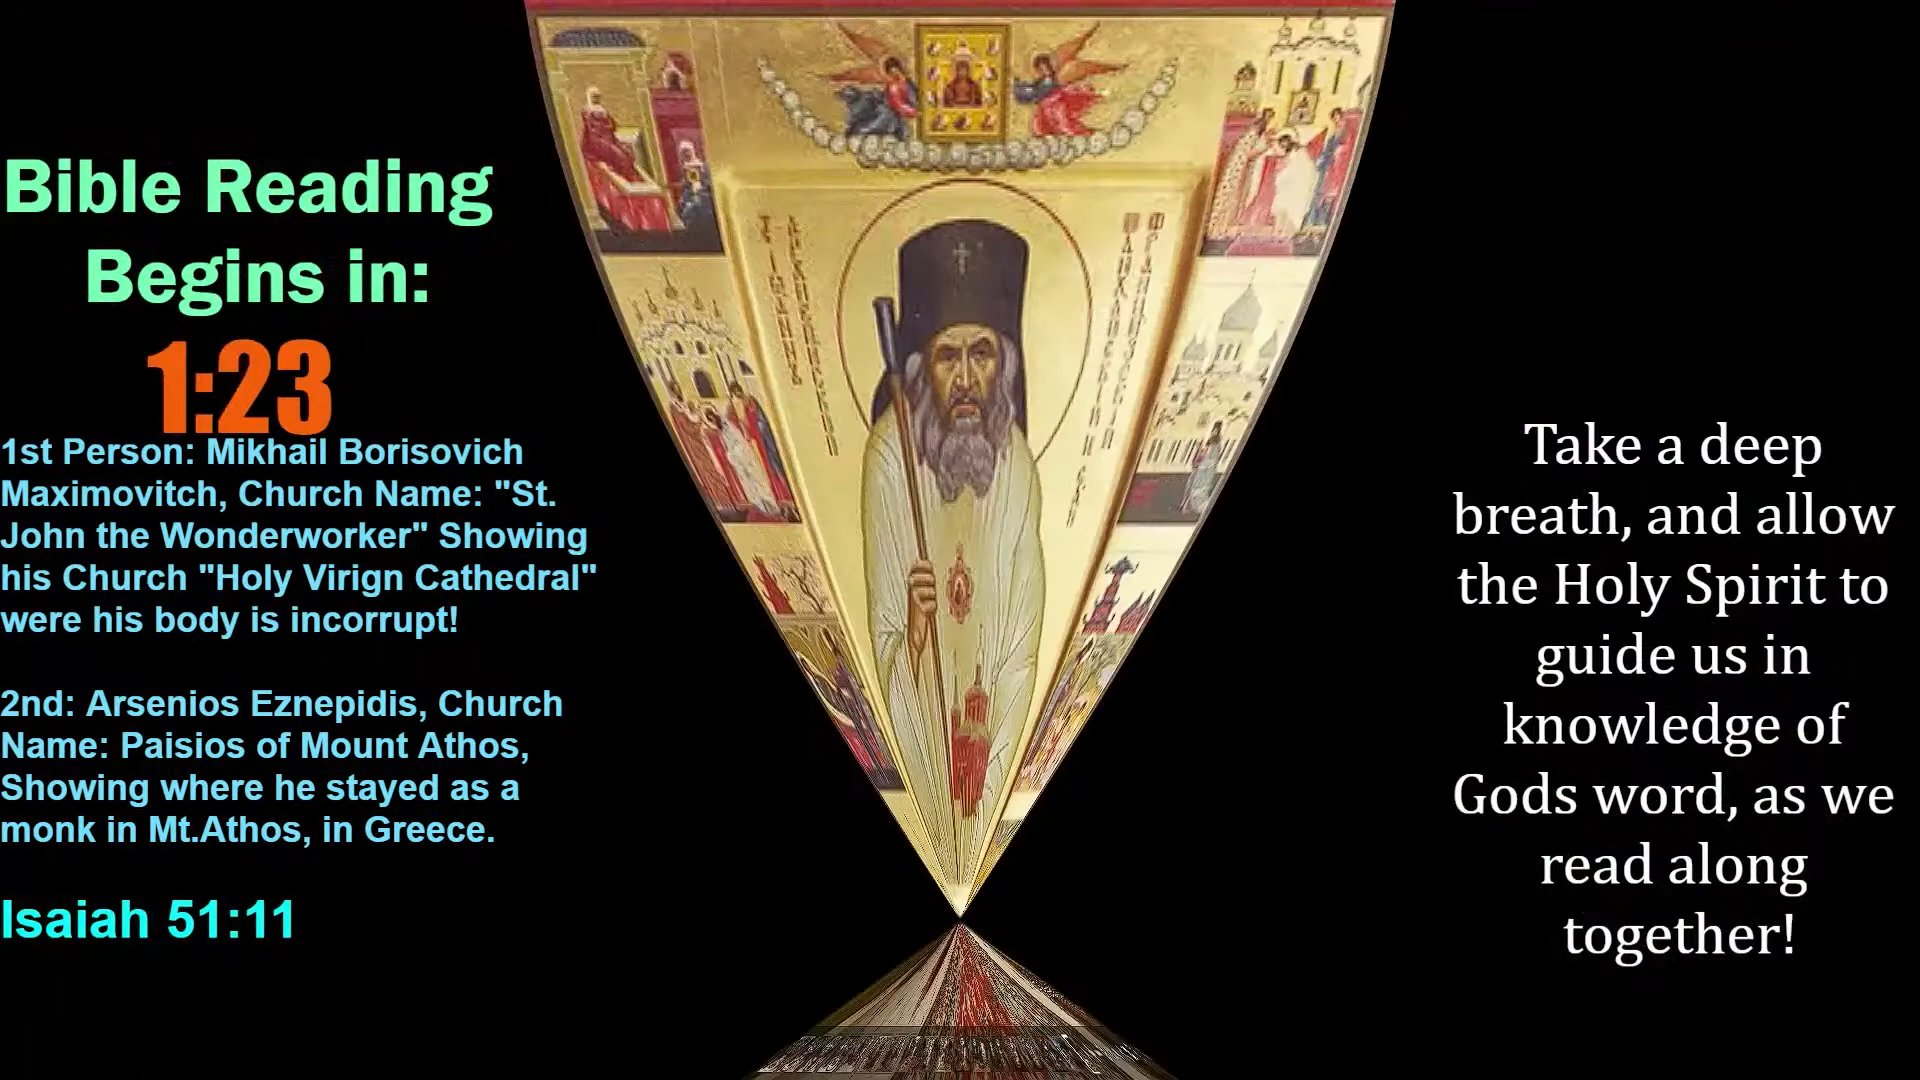 Bible Reading
Begins in:
1:23
1st Person: Mikhail Borisovich
Maximovitch, Church Name: "St.
John the Wonderworker" Showing
his Church "Holy Virign Cathedral"
were his body is incorrupt!
2nd: Arsenios Eznepidis, Church
Name: Paisios of Mount Athos,
Showing where he stayed as a
monk in Mt.Athos, in Greece.
Isaiah 51:11
Take a deep
breath, and allow
the Holy Spirit to
guide us in
knowledge of
Gods word, as we
read along
together!